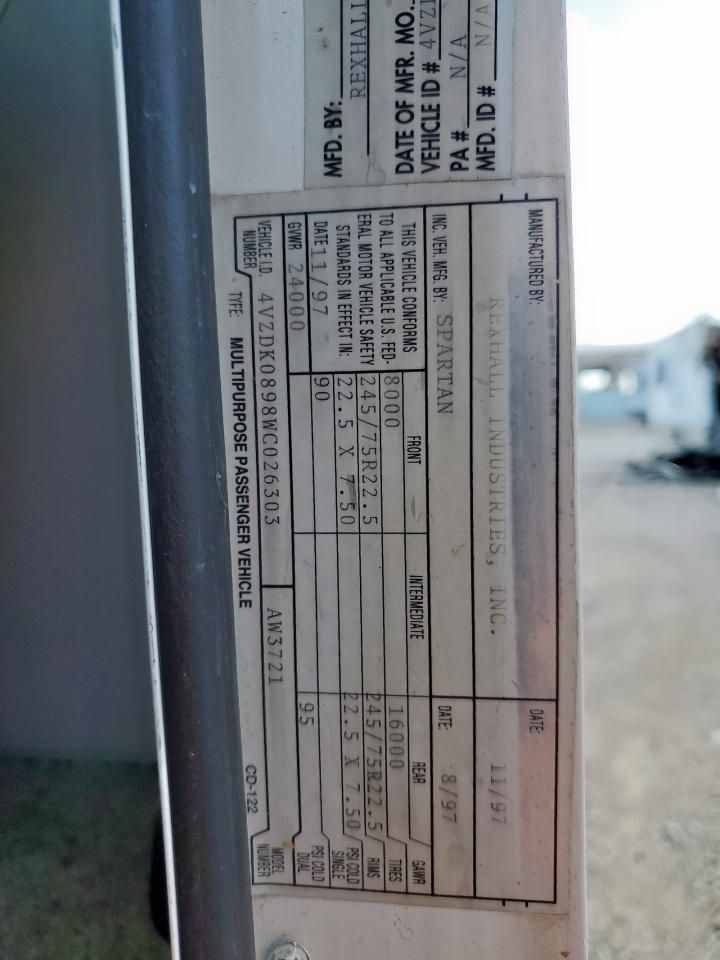 MFD. BY:
REXHALL
DATE OF MFR. MO.
VEHICLE ID # 4VZ
PA # N/A
MFD. ID # N/A
MANUFACTURED BY: DATE:
REXHALL INDUSTRIES, INC. 11/97
INC. VEH. MFG. BY: SPARTAN DATE: 8/97
THIS VEHICLE CONFORMS FRONT INTERMEDIATE REAR GAWR
TO ALL APPLICABLE U.S. FED- 8000 16000 TIRES
ERAL MOTOR VEHICLE SAFETY 245/75R22.5 245/75R22.5 RIMS
STANDARDS IN EFFECT IN: 22.5 X 7.50 22.5 X 7.50 PSI COLD SINGLE
DATE 11/97 90 95 PSI COLD DUAL
GVWR 24000
VEHICLE I.D. NUMBER 4VZDK0898WC026303 AW3721 MODEL NUMBER
TYPE: MULTIPURPOSE PASSENGER VEHICLE CD-122